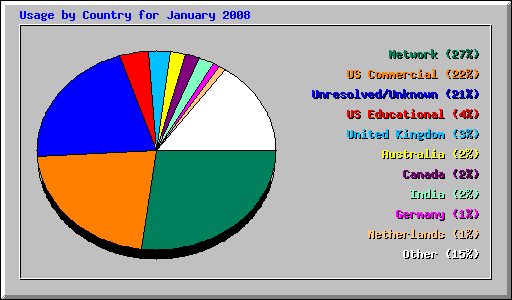 Usage by Country for January 2008
Network (27%)
US Commercial (22%)
Unresolved/Unknown (21%)
US Educational (4%)
United Kingdom (3%)
Australia (2%)
Canada (2%)
India (2%)
Germany (1%)
Netherlands (1%)
Other (15%)